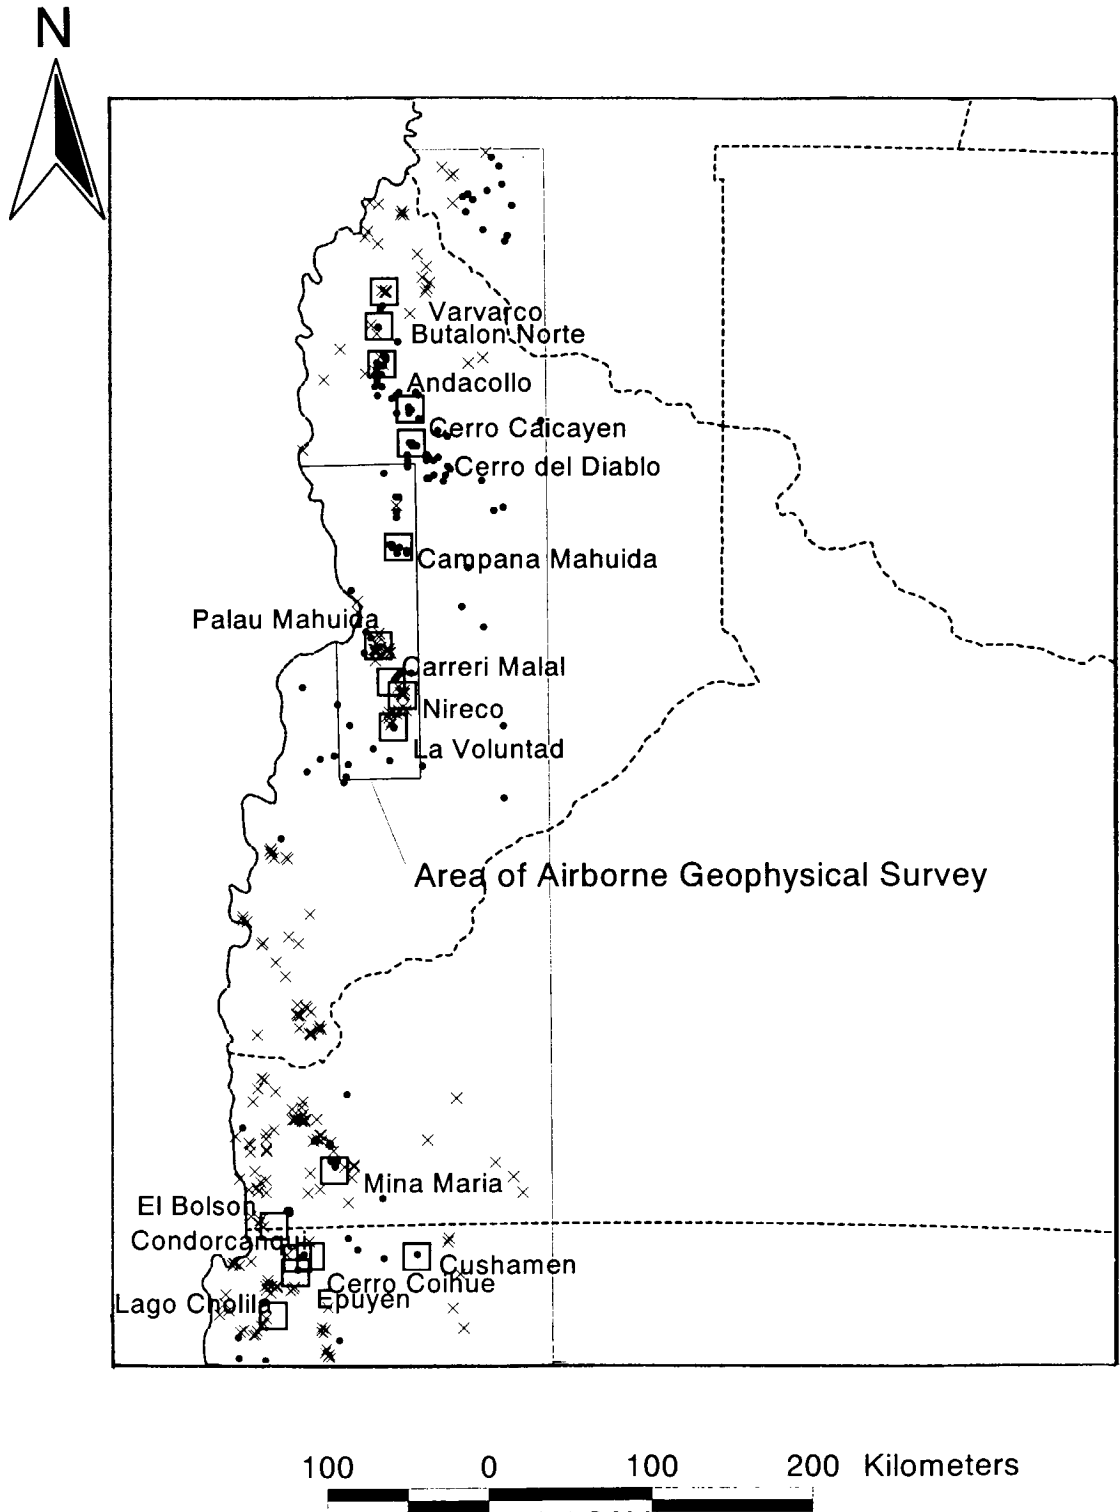 N
Varvarco
Butalon Norte
Andacollo
Cerro Caicayen
Cerro del Diablo
Campana Mahuida
Palau Mahuida
Carreri Malal
Nireco
La Voluntad
Area of Airborne Geophysical Survey
Mina Maria
El Bolson
Condorcanqui
Cushamen
Cerro Coihue
Epuyen
Lago Cholila
100 0 100 200 Kilometers